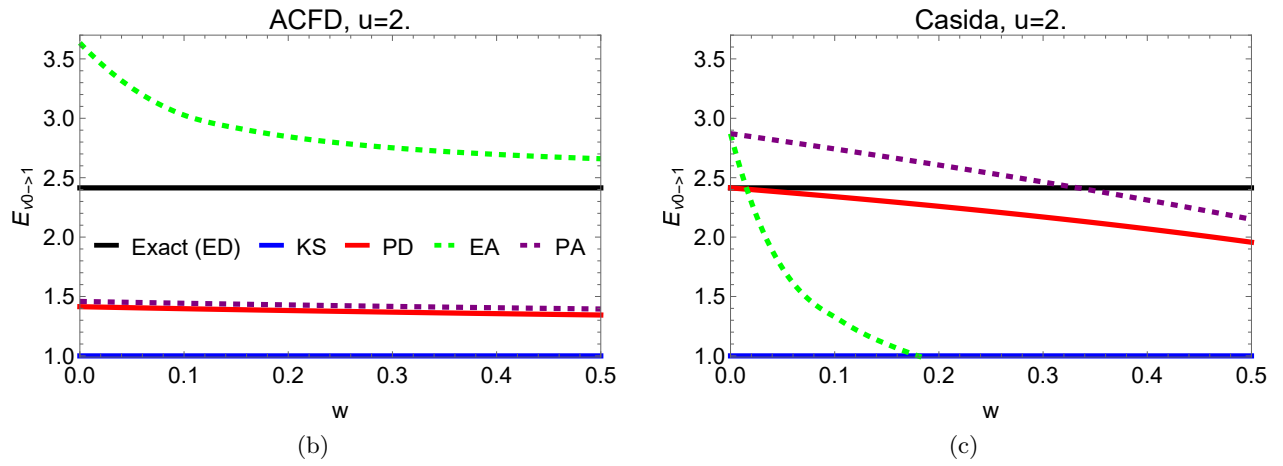 ACFD, u=2.
E_{v0->1}
3.5
3.0
2.5
2.0
1.5
1.0
Exact (ED) KS PD EA PA
0.0 0.1 0.2 0.3 0.4 0.5
w
(b)
Casida, u=2.
E_{v0->1}
3.5
3.0
2.5
2.0
1.5
1.0
0.0 0.1 0.2 0.3 0.4 0.5
w
(c)